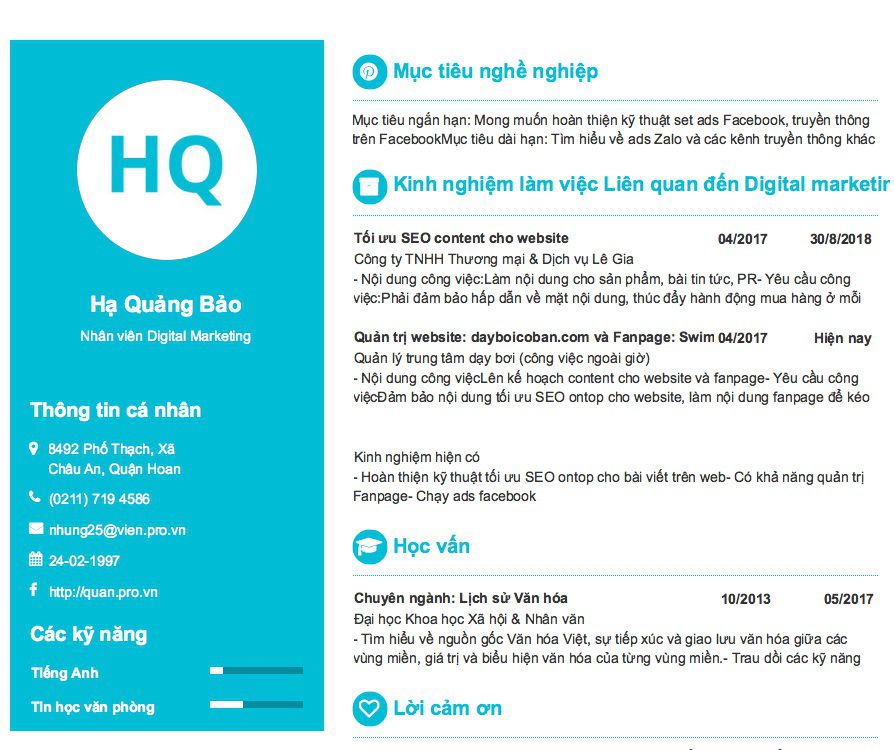 HQ
Hạ Quảng Bảo
Nhân viên Digital Marketing
Thông tin cá nhân
8492 Phố Thạch, Xã
Châu An, Quận Hoan
(0211) 719 4586
nhung25@vien.pro.vn
24-02-1997
http://quan.pro.vn
Các kỹ năng
Tiếng Anh
Tin học văn phòng
Mục tiêu nghề nghiệp
Mục tiêu ngắn hạn: Mong muốn hoàn thiện kỹ thuật set ads Facebook, truyền thông
trên FacebookMục tiêu dài hạn: Tìm hiểu về ads Zalo và các kênh truyền thông khác
Kinh nghiệm làm việc Liên quan đến Digital marketin
Tối ưu SEO content cho website 04/2017 30/8/2018
Công ty TNHH Thương mại & Dịch vụ Lê Gia
- Nội dung công việc:Làm nội dung cho sản phẩm, bài tin tức, PR- Yêu cầu công
việc:Phải đảm bảo hấp dẫn về mặt nội dung, thúc đẩy hành động mua hàng ở mỗi
Quản trị website: dayboicoban.com và Fanpage: Swim 04/2017 Hiện nay
Quản lý trung tâm dạy bơi (công việc ngoài giờ)
- Nội dung công việcLên kế hoạch content cho website và fanpage- Yêu cầu công
việcĐảm bảo nội dung tối ưu SEO ontop cho website, làm nội dung fanpage để kéo
Kinh nghiệm hiện có
- Hoàn thiện kỹ thuật tối ưu SEO ontop cho bài viết trên web- Có khả năng quản trị
Fanpage- Chạy ads facebook
Học vấn
Chuyên ngành: Lịch sử Văn hóa 10/2013 05/2017
Đại học Khoa học Xã hội & Nhân văn
- Tìm hiểu về nguồn gốc Văn hóa Việt, sự tiếp xúc và giao lưu văn hóa giữa các
vùng miền, giá trị và biểu hiện văn hóa của từng vùng miền.- Trau dồi các kỹ năng
Lời cảm ơn